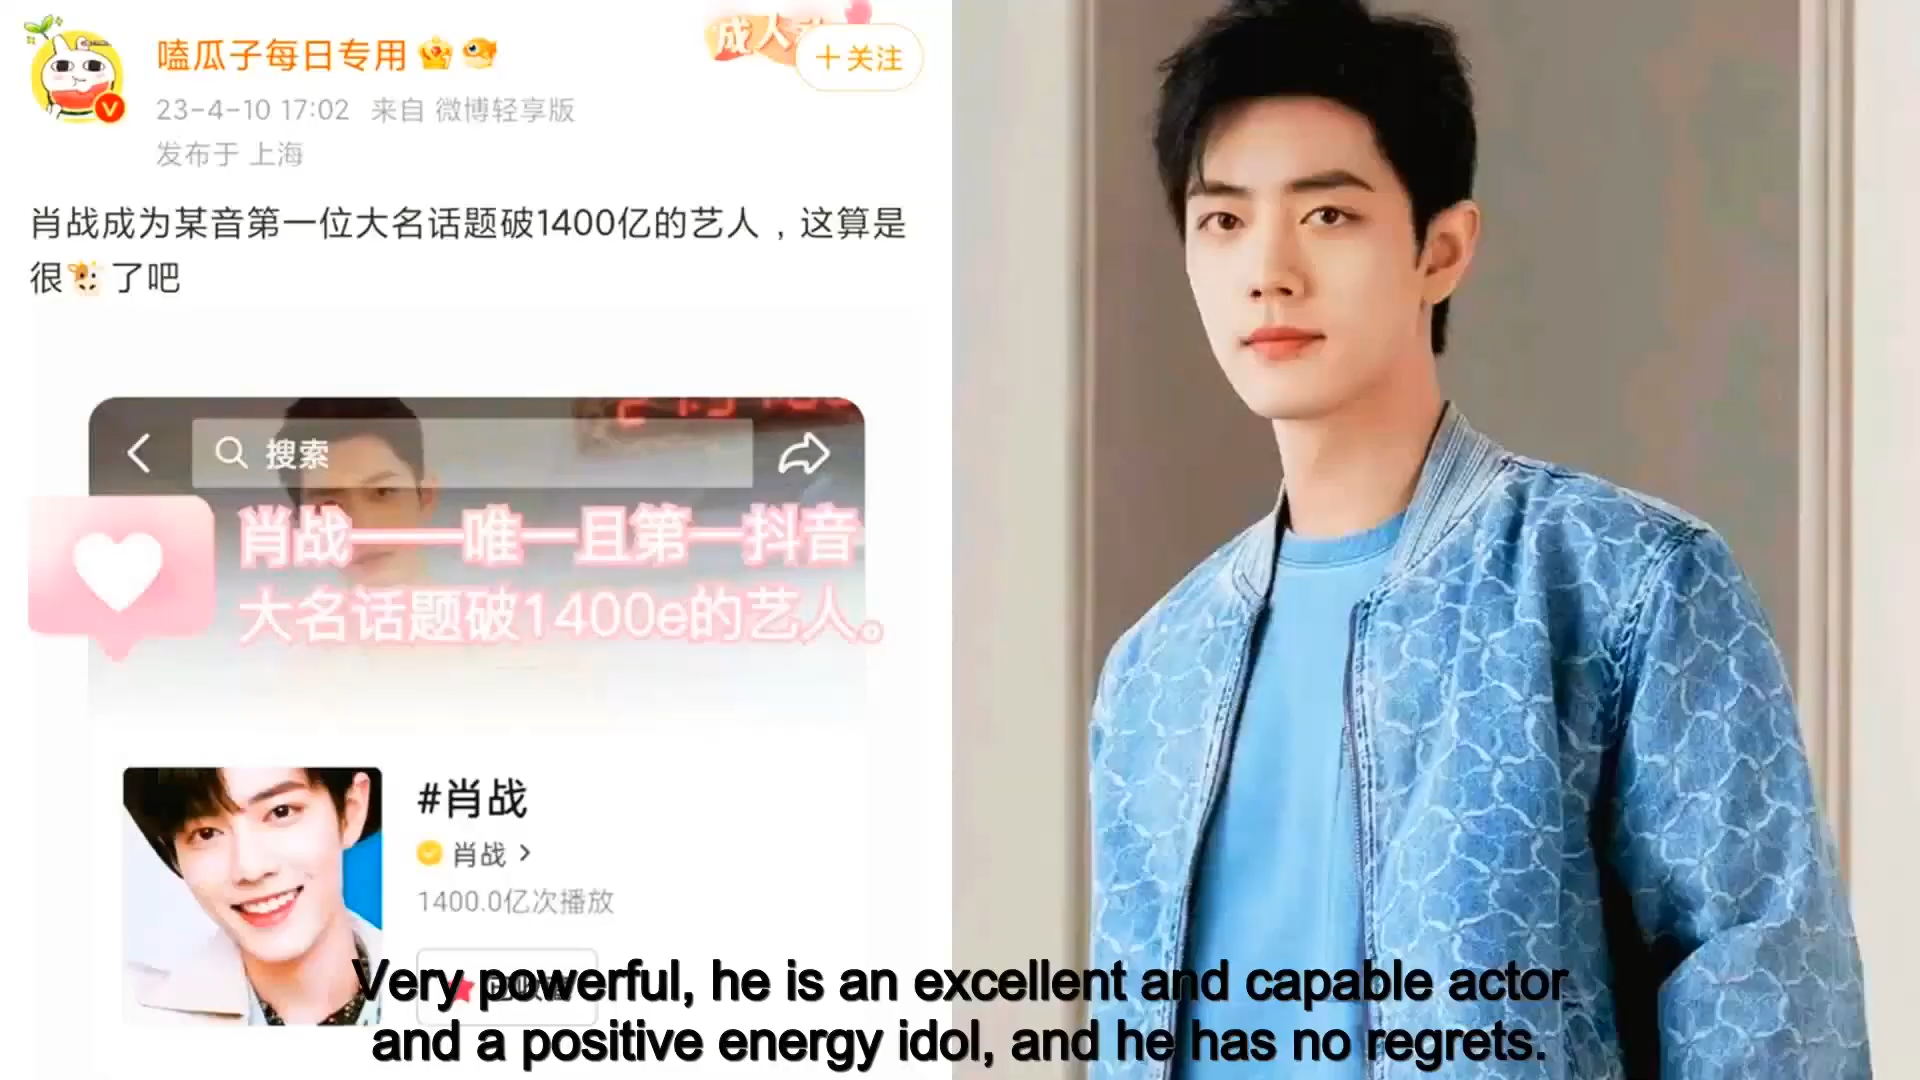 嗑瓜子每日专用
成人
+关注
23-4-10 17:02 来自 微博轻享版
发布于 上海
肖战成为某音第一位大名话题破1400亿的艺人，这算是
很🐮了吧
搜索
肖战——唯一且第一抖音
大名话题破1400e的艺人。
#肖战
肖战 >
1400.0亿次播放
Very powerful, he is an excellent and capable actor
and a positive energy idol, and he has no regrets.